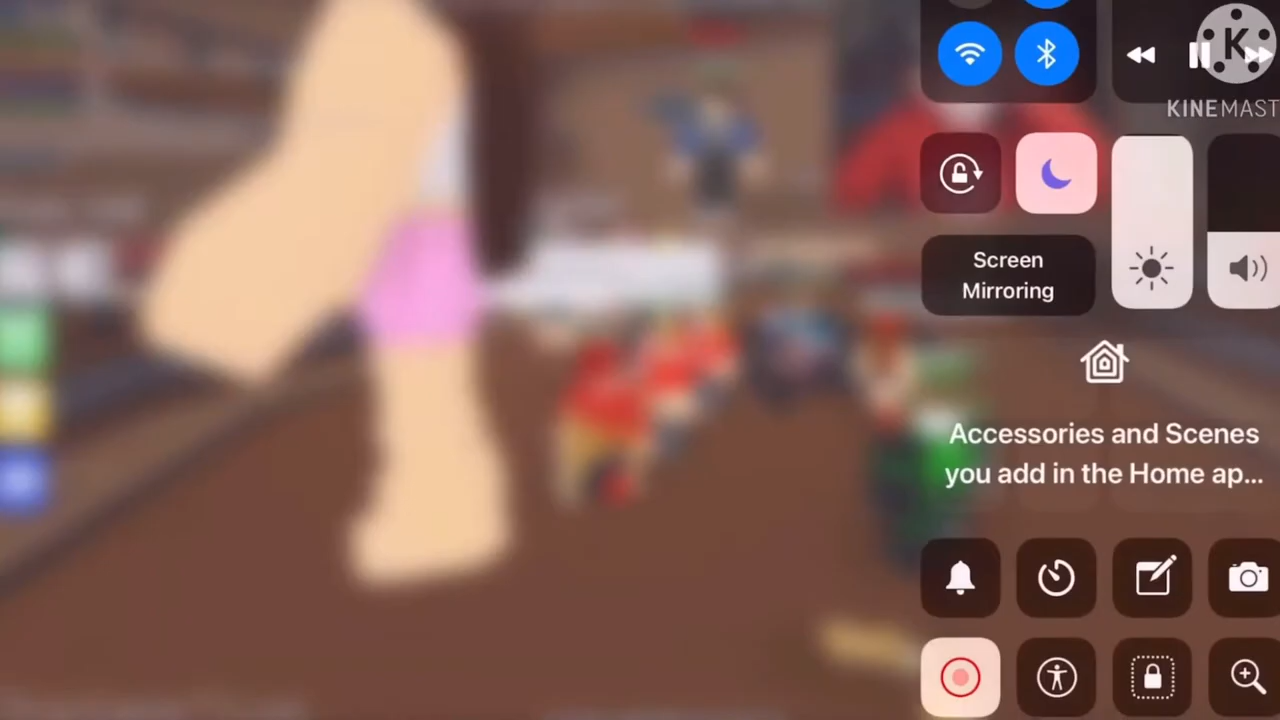 KINEMAST
Screen
Mirroring
Accessories and Scenes
you add in the Home ap...